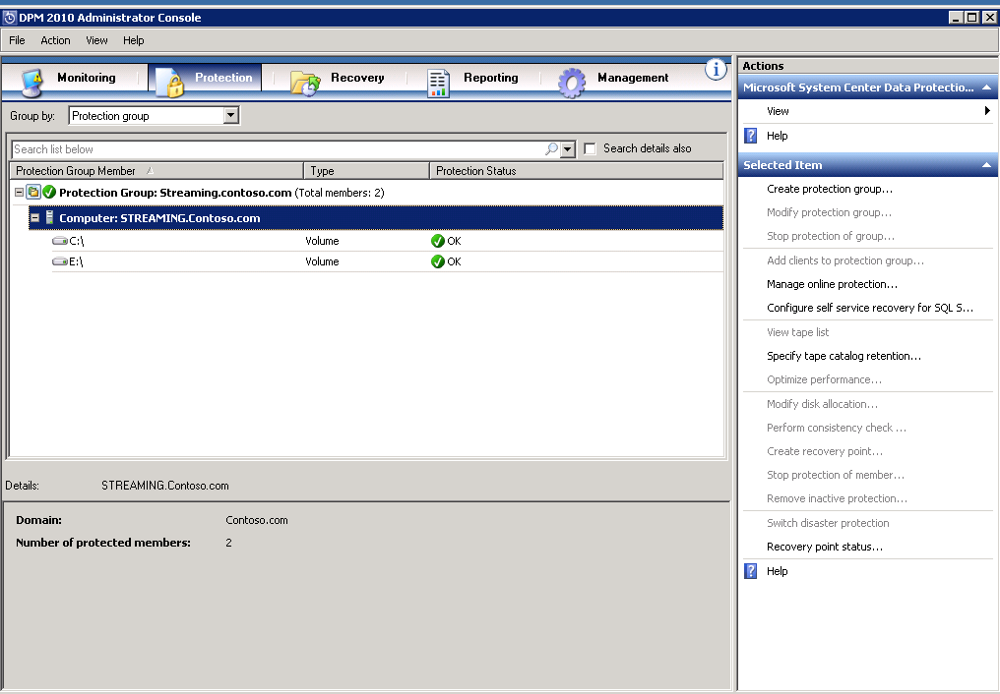 DPM 2010 Administrator Console
File Action View Help
Monitoring Protection Recovery Reporting Management
Group by: Protection group
Search list below Search details also
Protection Group Member Type Protection Status
Protection Group: Streaming.contoso.com (Total members: 2)
Computer: STREAMING.Contoso.com
C:\ Volume OK
E:\ Volume OK
Details: STREAMING.Contoso.com
Domain: Contoso.com
Number of protected members: 2
Actions
Microsoft System Center Data Protectio...
View
Help
Selected Item
Create protection group...
Modify protection group...
Stop protection of group...
Add clients to protection group...
Manage online protection...
Configure self service recovery for SQL S...
View tape list
Specify tape catalog retention...
Optimize performance...
Modify disk allocation...
Perform consistency check ...
Create recovery point...
Stop protection of member...
Remove inactive protection...
Switch disaster protection
Recovery point status...
Help